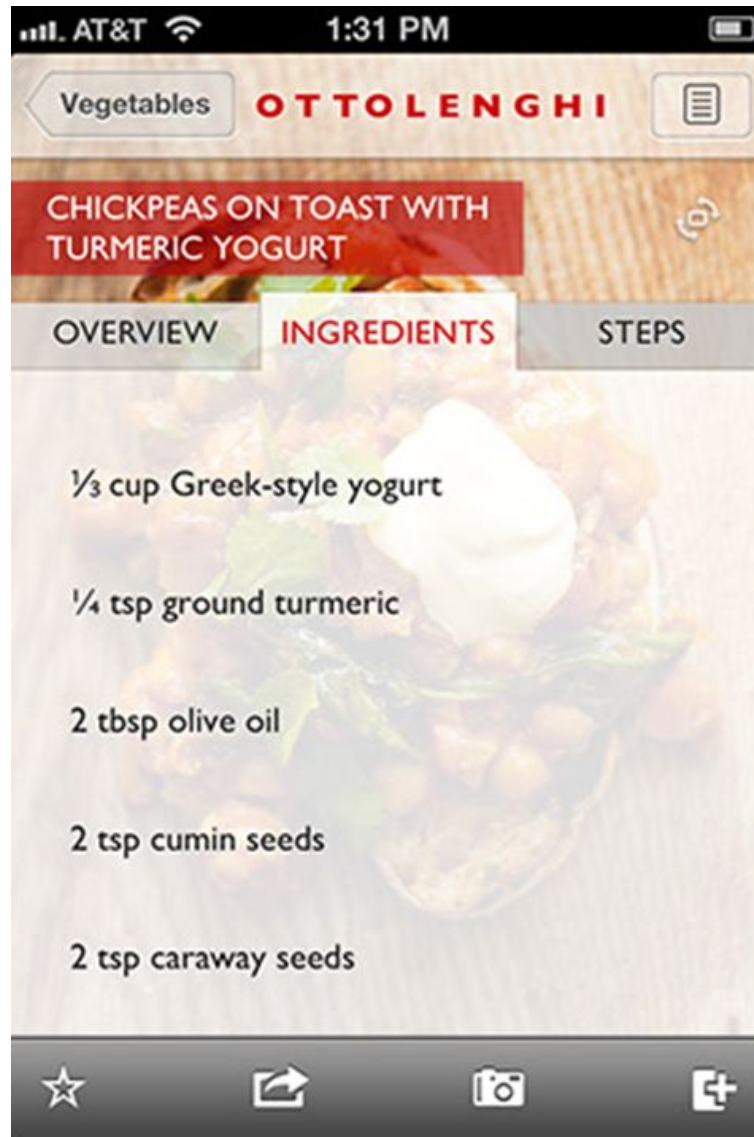 AT&T 1:31 PM
Vegetables OTTOLENGHI
CHICKPEAS ON TOAST WITH
TURMERIC YOGURT
OVERVIEW INGREDIENTS STEPS
⅓ cup Greek-style yogurt
¼ tsp ground turmeric
2 tbsp olive oil
2 tsp cumin seeds
2 tsp caraway seeds